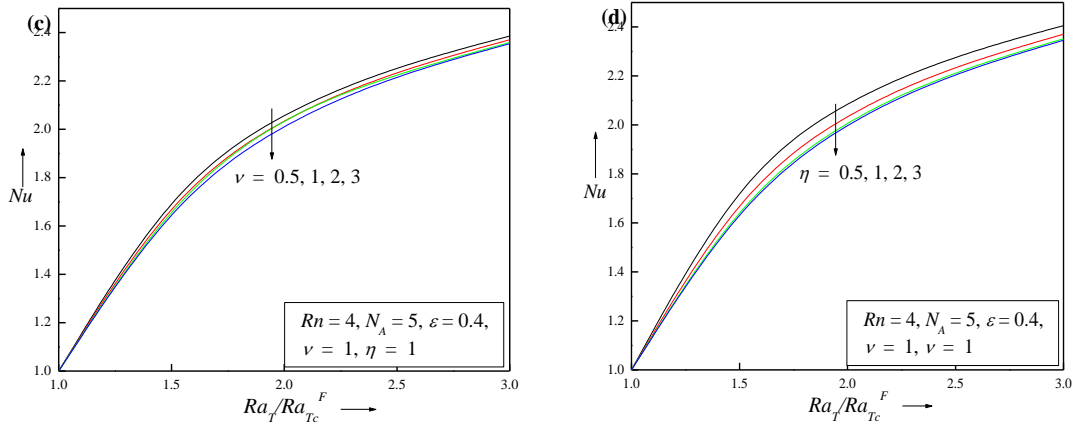 (c)
2.4
2.2
2.0
1.8
1.6
1.4
1.2
1.0
Nu
ν = 0.5, 1, 2, 3
Rn = 4, N_A = 5, ε = 0.4,
ν = 1, η = 1
1.0 1.5 2.0 2.5 3.0
Ra_T/Ra_Tc^F
(d)
2.4
2.2
2.0
1.8
1.6
1.4
1.2
1.0
Nu
η = 0.5, 1, 2, 3
Rn = 4, N_A = 5, ε = 0.4,
ν = 1, ν = 1
1.0 1.5 2.0 2.5 3.0
Ra_T/Ra_Tc^F